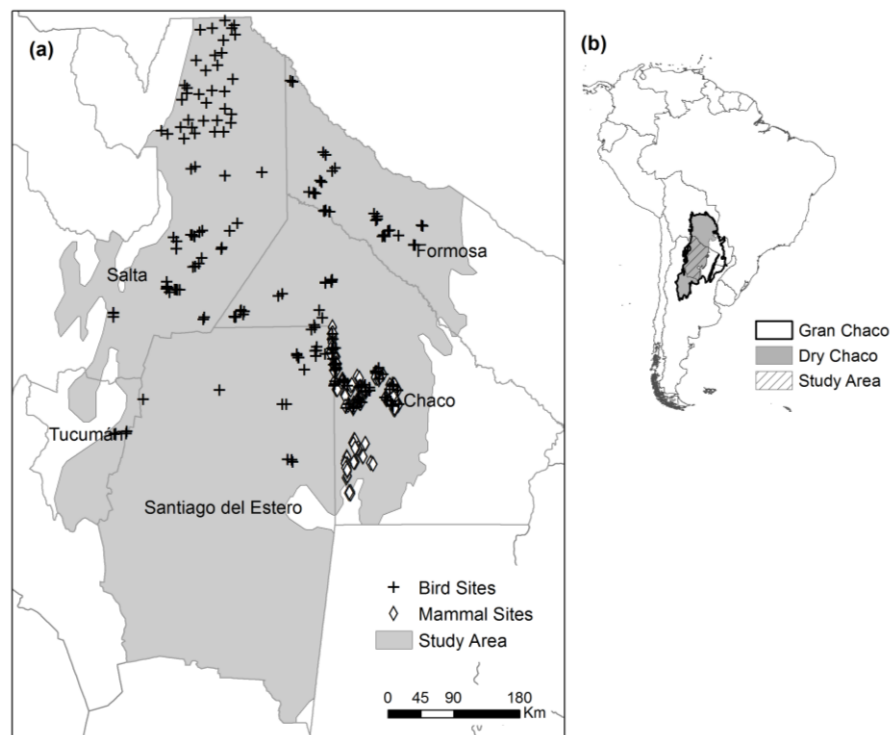 (a)
Formosa
Salta
Chaco
Tucumán
Santiago del Estero
Bird Sites
Mammal Sites
Study Area
0 45 90 180
Km
(b)
Gran Chaco
Dry Chaco
Study Area